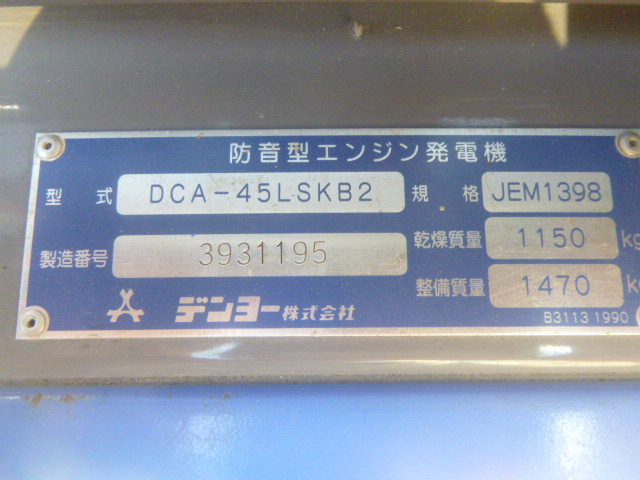 防音型エンジン発電機
型式 DCA-45LSKB2 規格 JEM1398
製造番号 3931195 乾燥質量 1150 kg
整備質量 1470
デンヨー株式会社
B3113 1990